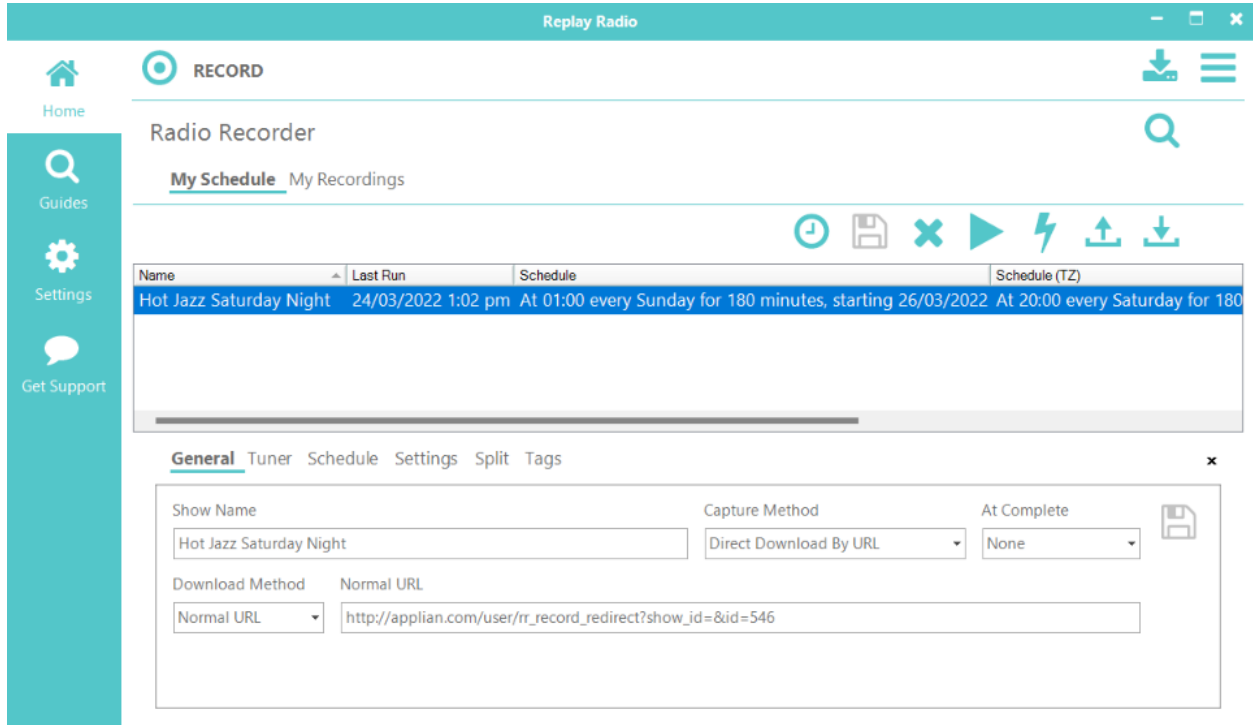 Replay Radio
Home
Guides
Settings
Get Support
RECORD
Radio Recorder
My Schedule My Recordings
Name Last Run Schedule Schedule (TZ)
Hot Jazz Saturday Night 24/03/2022 1:02 pm At 01:00 every Sunday for 180 minutes, starting 26/03/2022 At 20:00 every Saturday for 180
General Tuner Schedule Settings Split Tags
Show Name Capture Method At Complete
Hot Jazz Saturday Night Direct Download By URL None
Download Method Normal URL
Normal URL http://applian.com/user/rr_record_redirect?show_id=&id=546